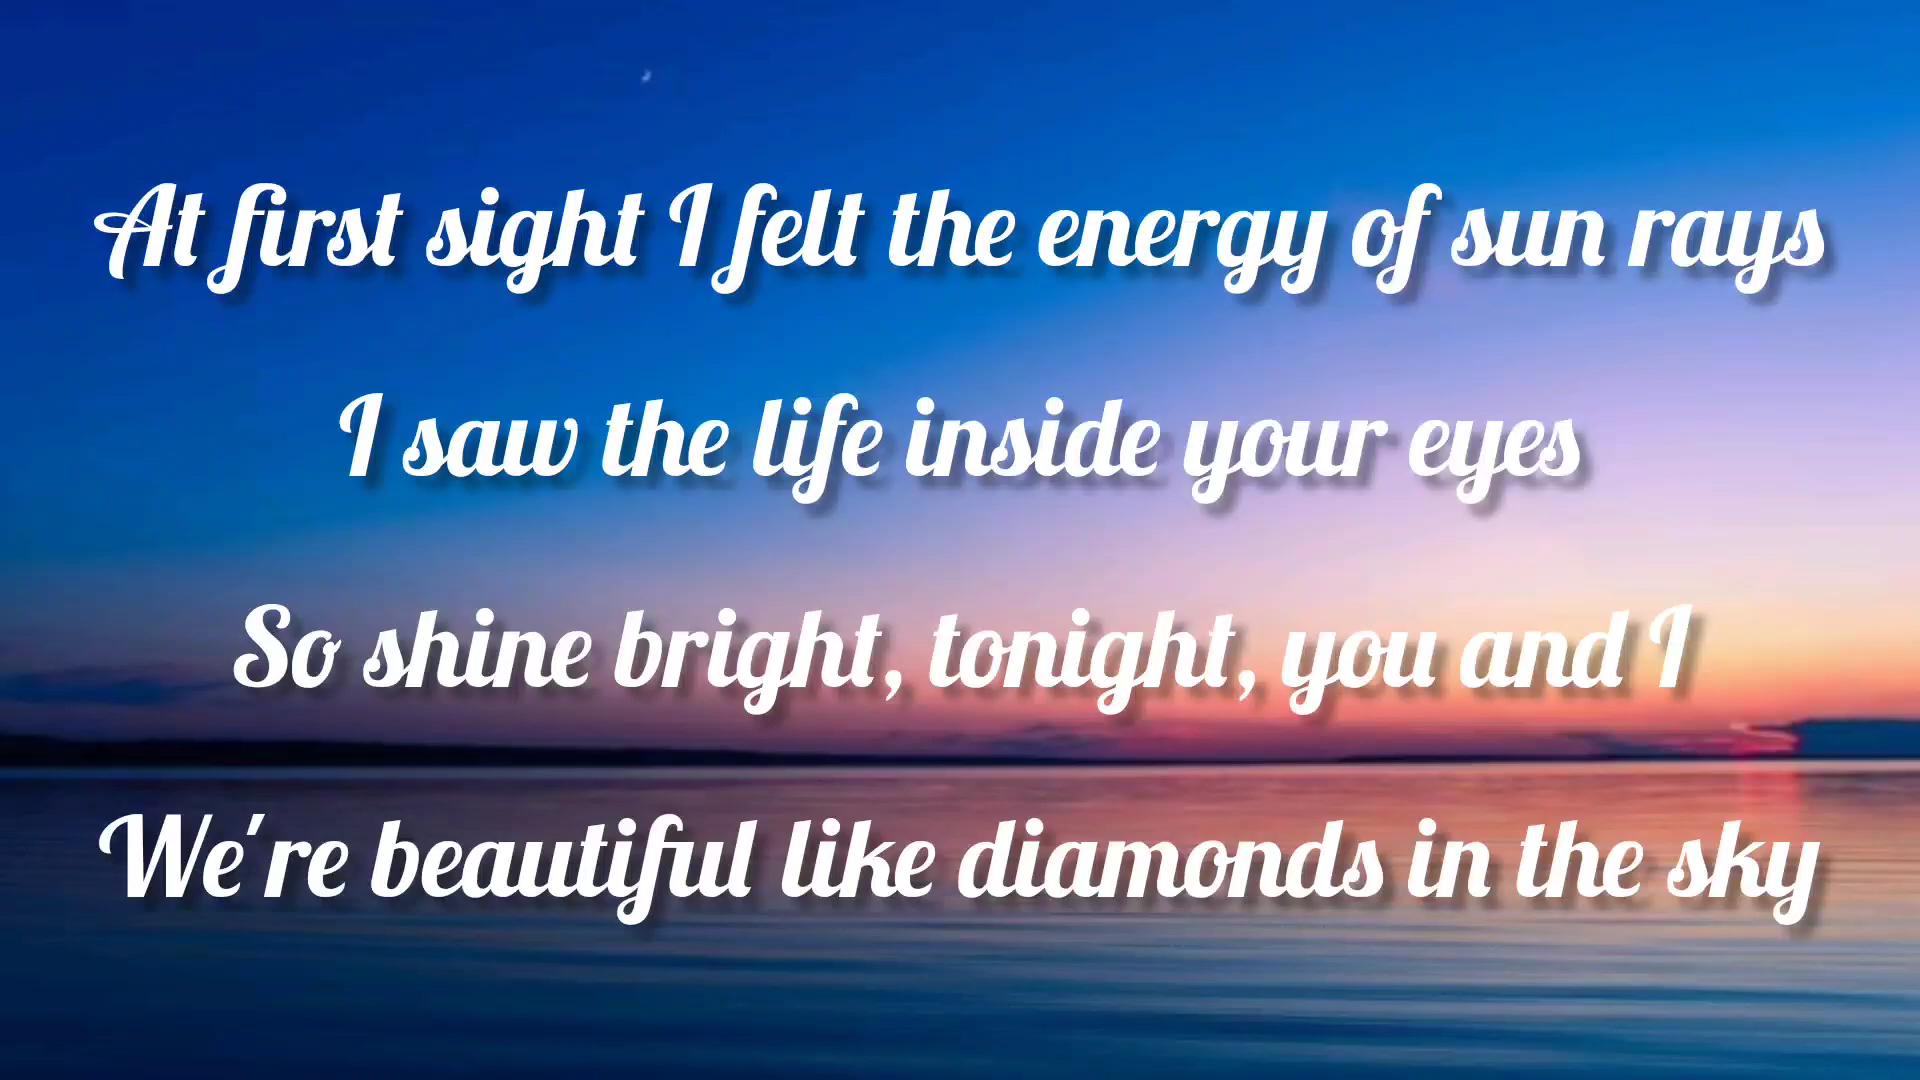 At first sight I felt the energy of sun rays
I saw the life inside your eyes
So shine bright, tonight, you and I
We're beautiful like diamonds in the sky